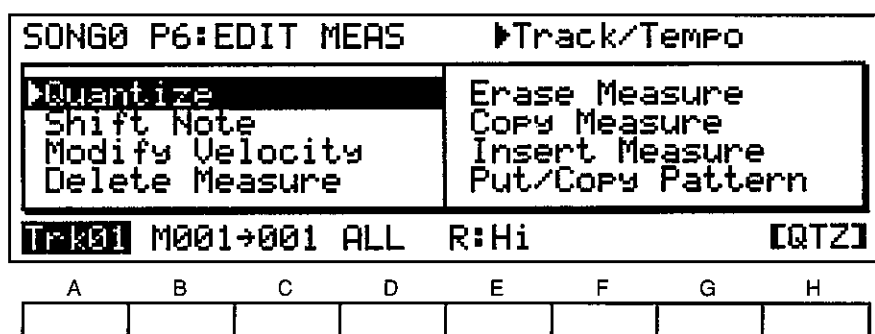 SONG0 P6:EDIT MEAS ▶Track/Tempo
▶Quantize
Shift Note
Modify Velocity
Delete Measure
Erase Measure
Copy Measure
Insert Measure
Put/Copy Pattern
Trk01 M001→001 ALL R:Hi [QTZ]
A B C D E F G H